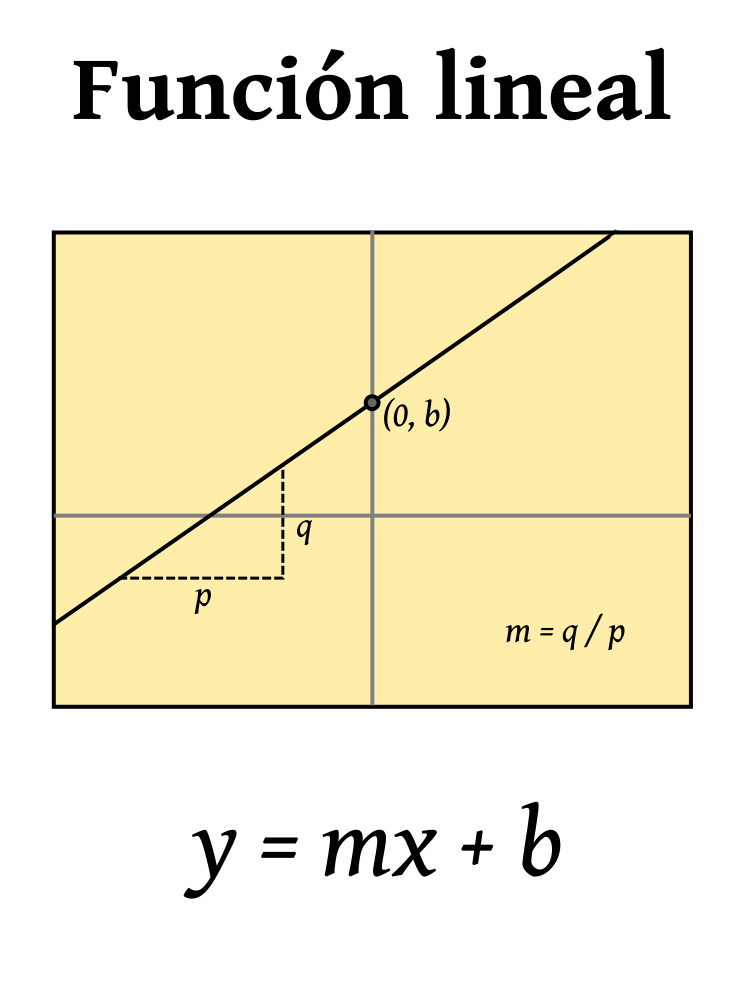 Función lineal
(0, b)
q
p
m = q / p
y = mx + b